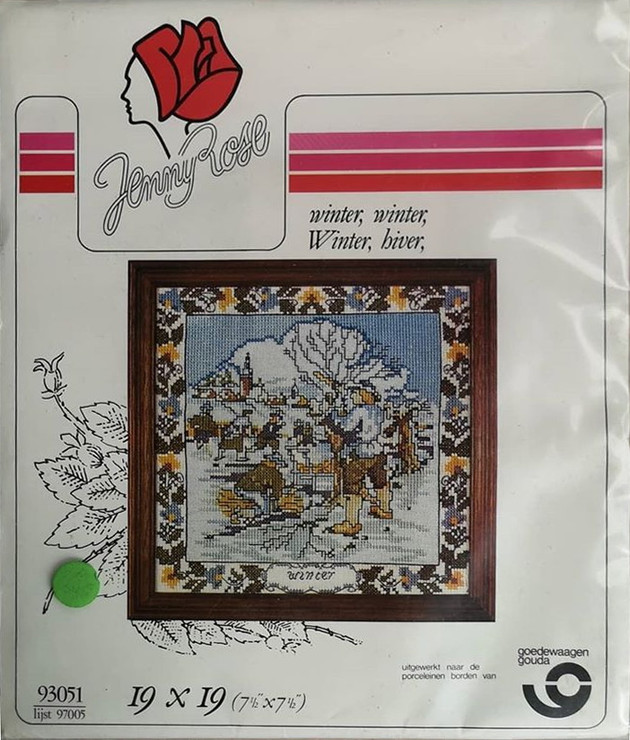 Jenny Rose
winter, winter,
Winter, hiver,
winter
uitgewerkt naar de
porceleinen borden van
goedewaagen
gouda
93051
lijst 97005
19 x 19 (7½"x7½")